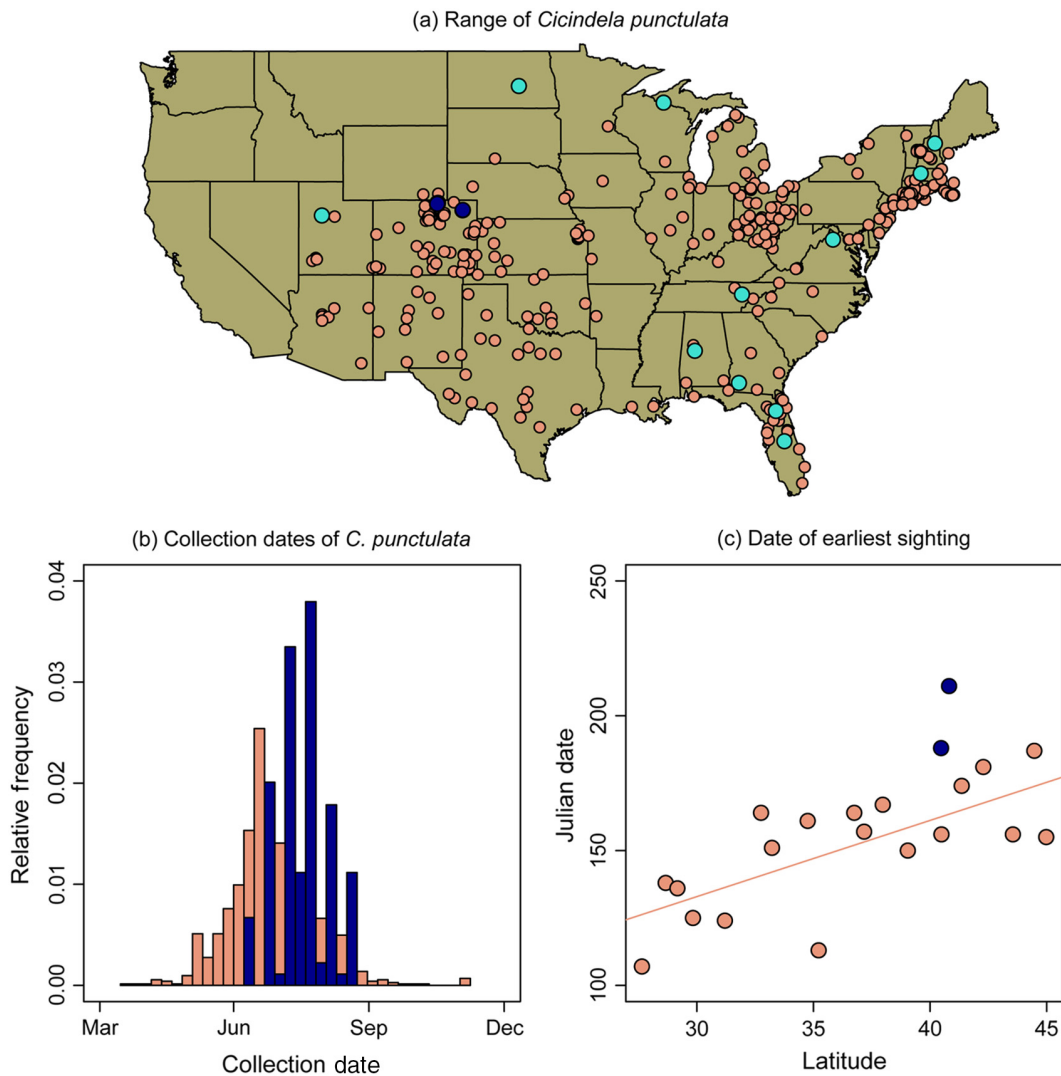 (a) Range of Cicindela punctulata
(b) Collection dates of C. punctulata
0.04
0.03
0.02
0.01
0.00
Relative frequency
Mar Jun Sep Dec
Collection date
(c) Date of earliest sighting
250
200
150
100
Julian date
30 35 40 45
Latitude